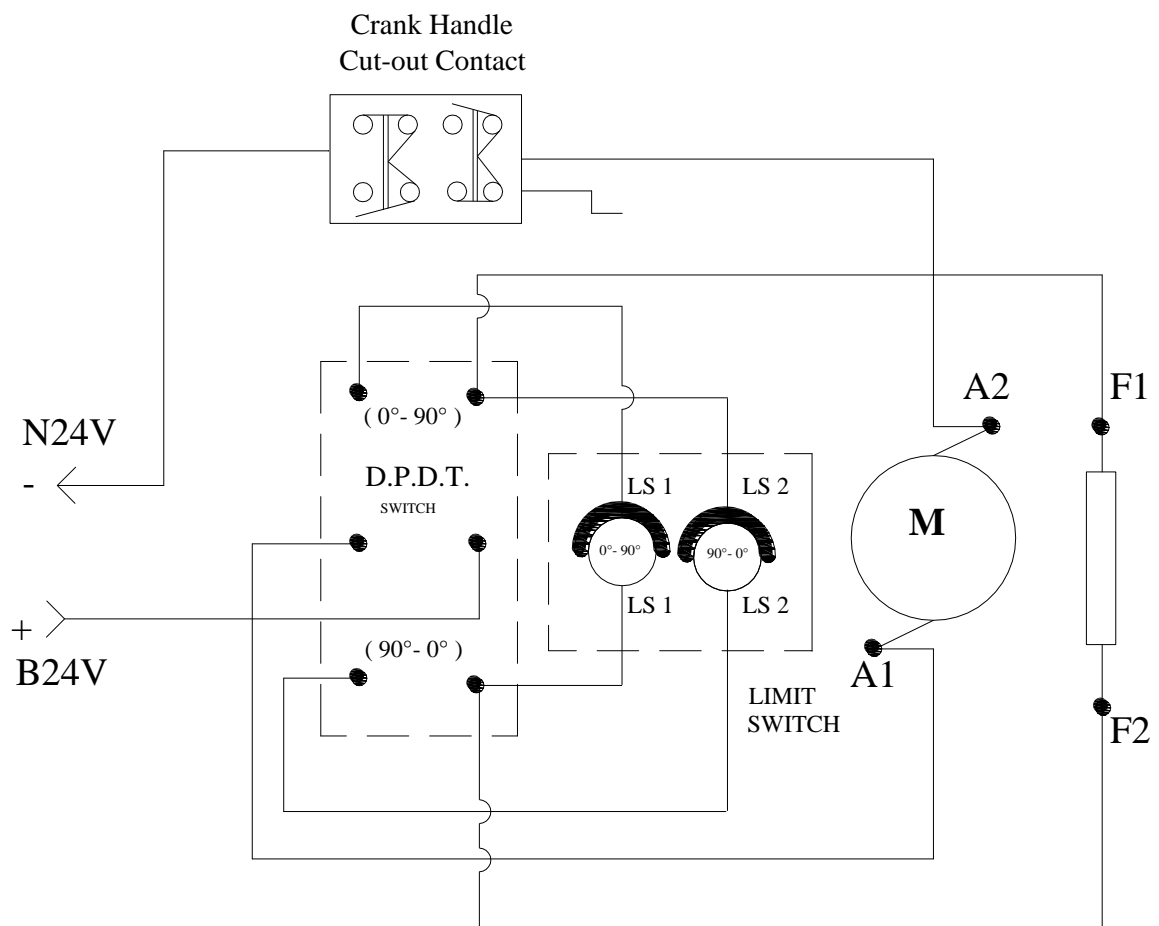 Crank Handle
Cut-out Contact
A2
F1
( 0°- 90° )
N24V
-
D.P.D.T.
SWITCH
LS 1
LS 2
M
0°- 90°
90°- 0°
LS 1
LS 2
+
B24V
( 90°- 0° )
A1
LIMIT
SWITCH
F2